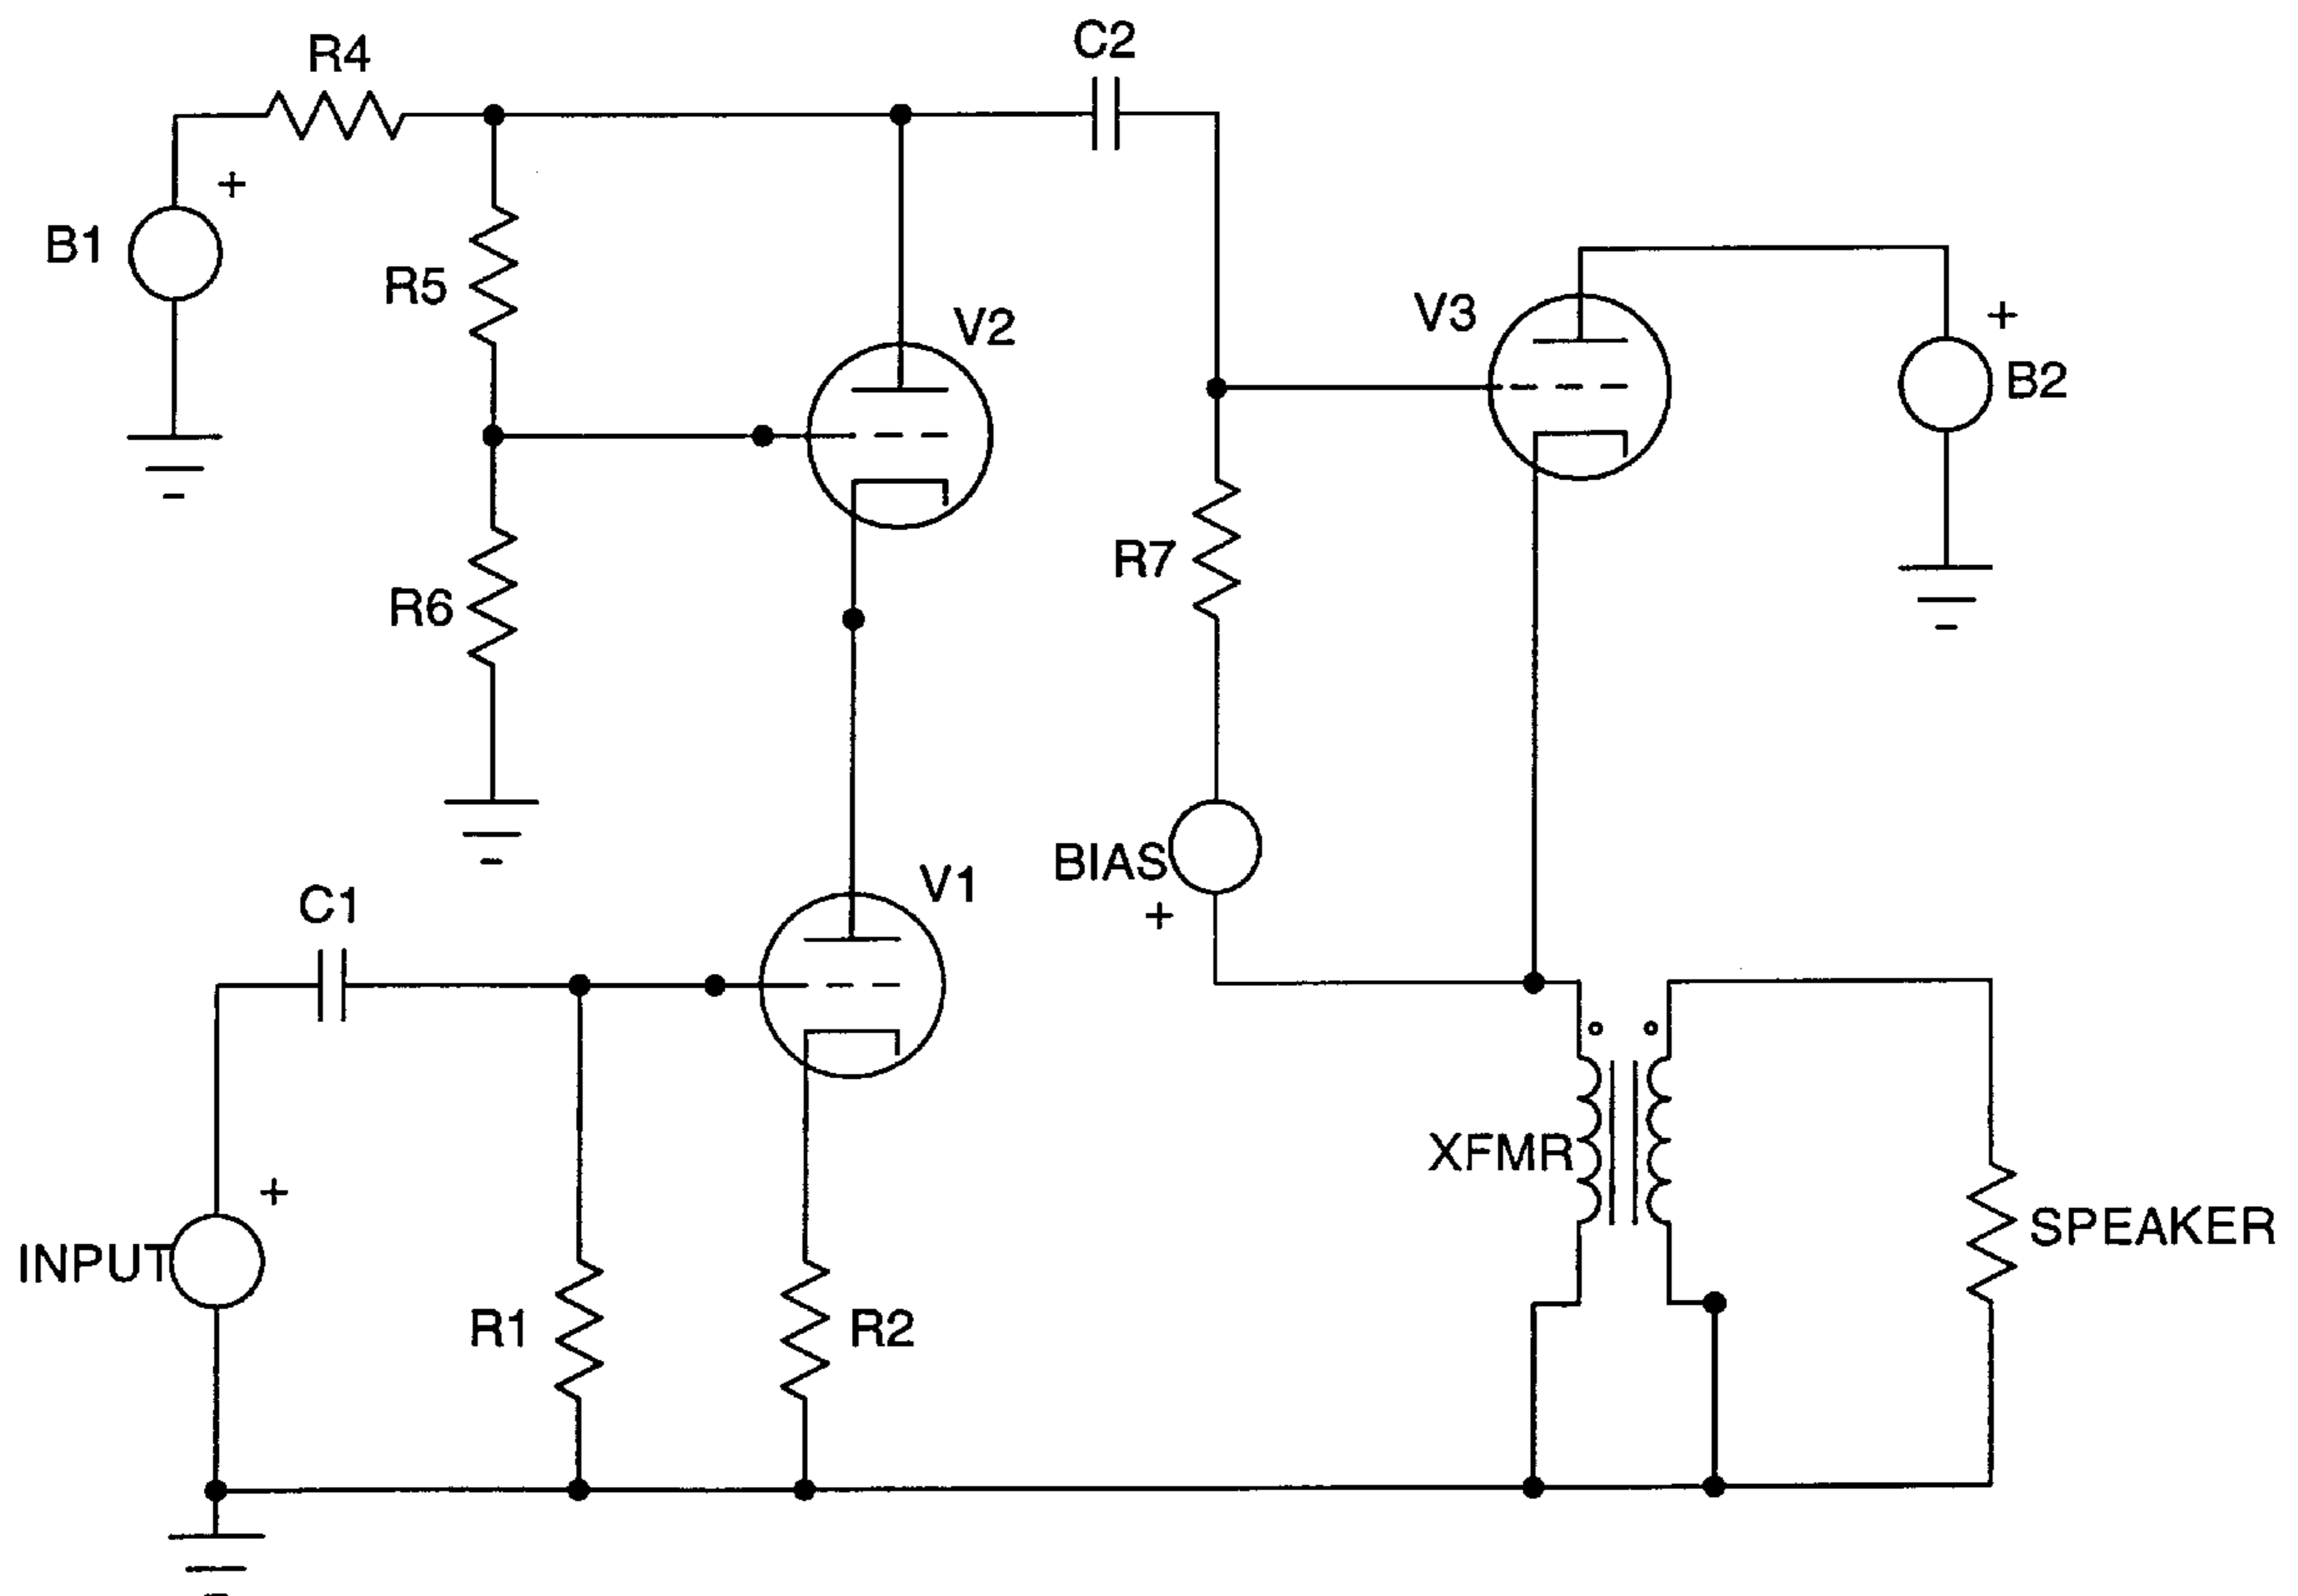 C2
R4
+
B1
R5
V2
V3
+
B2
R7
R6
BIAS
+
V1
C1
XFMR
+
INPUT
SPEAKER
R1
R2